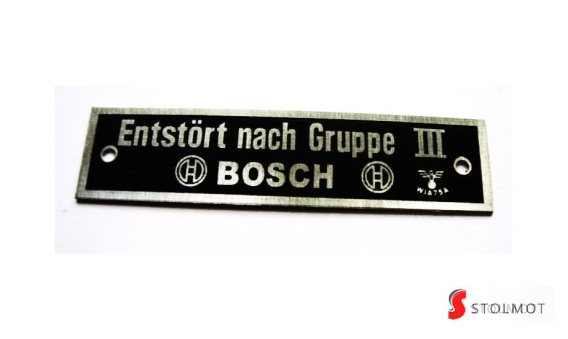 Entstört nach Gruppe III
BOSCH
STOLMOT